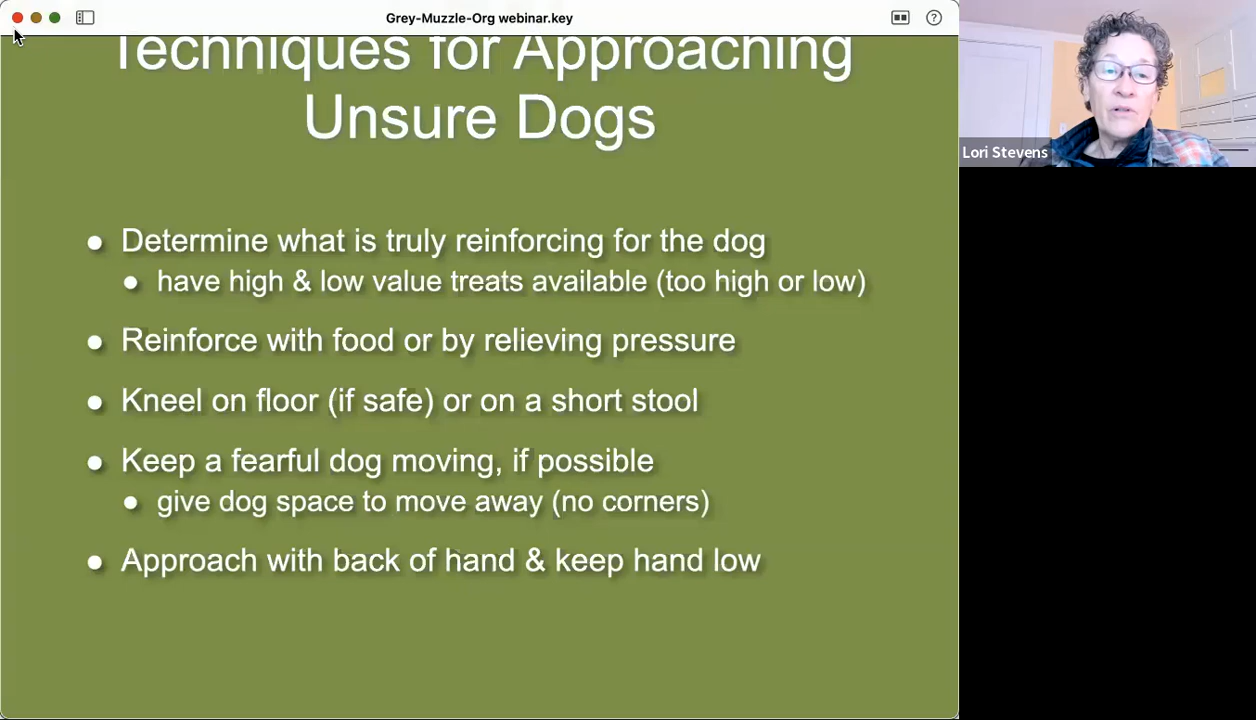 Grey-Muzzle-Org webinar.key
Techniques for Approaching
Unsure Dogs
Lori Stevens
• Determine what is truly reinforcing for the dog
• have high & low value treats available (too high or low)
• Reinforce with food or by relieving pressure
• Kneel on floor (if safe) or on a short stool
• Keep a fearful dog moving, if possible
• give dog space to move away (no corners)
• Approach with back of hand & keep hand low